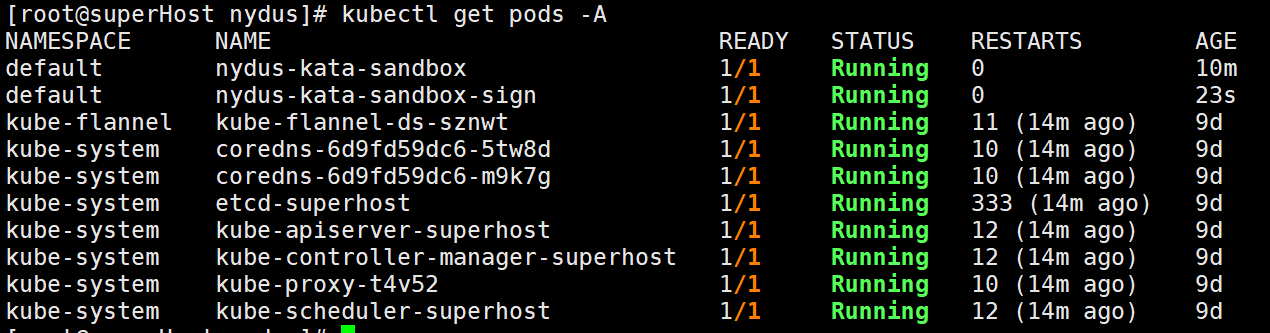 [root@superHost nydus]# kubectl get pods -A
NAMESPACE NAME READY STATUS RESTARTS AGE
default nydus-kata-sandbox 1/1 Running 0 10m
default nydus-kata-sandbox-sign 1/1 Running 0 23s
kube-flannel kube-flannel-ds-sznwt 1/1 Running 11 (14m ago) 9d
kube-system coredns-6d9fd59dc6-5tw8d 1/1 Running 10 (14m ago) 9d
kube-system coredns-6d9fd59dc6-m9k7g 1/1 Running 10 (14m ago) 9d
kube-system etcd-superhost 1/1 Running 333 (14m ago) 9d
kube-system kube-apiserver-superhost 1/1 Running 12 (14m ago) 9d
kube-system kube-controller-manager-superhost 1/1 Running 12 (14m ago) 9d
kube-system kube-proxy-t4v52 1/1 Running 10 (14m ago) 9d
kube-system kube-scheduler-superhost 1/1 Running 12 (14m ago) 9d